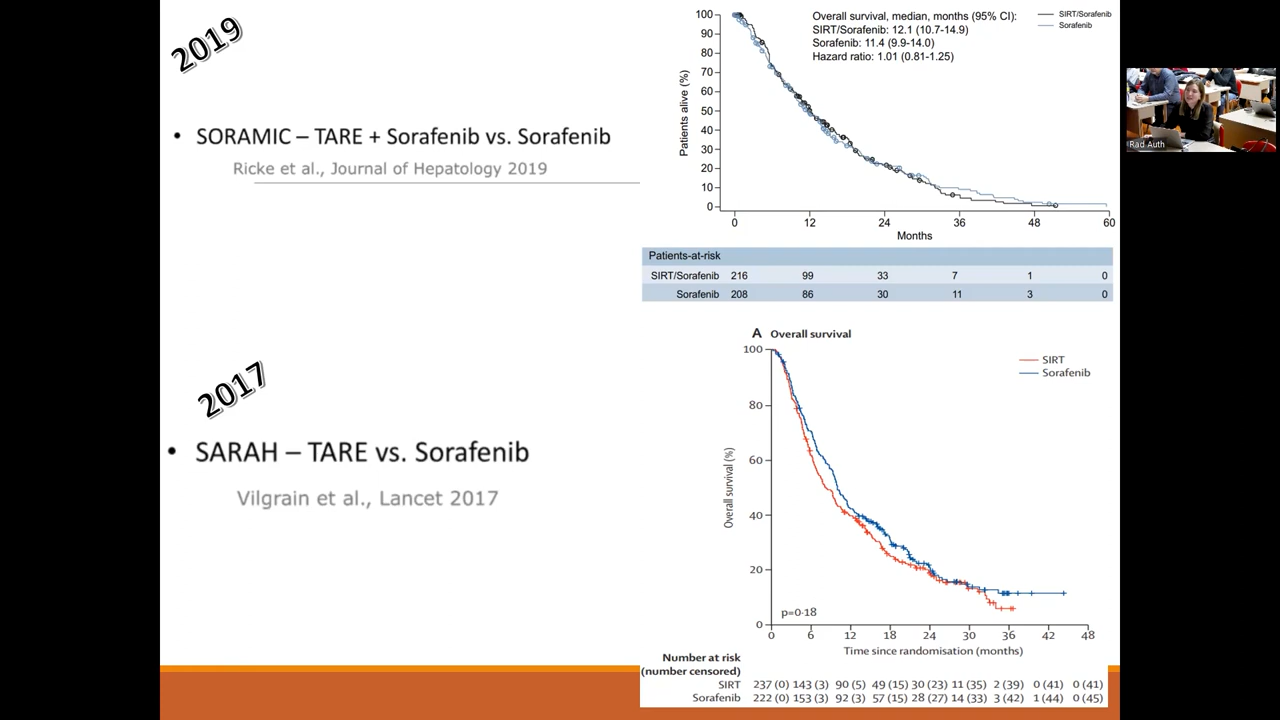 2019
• SORAMIC – TARE + Sorafenib vs. Sorafenib
Ricke et al., Journal of Hepatology 2019
Overall survival, median, months (95% CI):
SIRT/Sorafenib: 12.1 (10.7-14.9)
Sorafenib: 11.4 (9.9-14.0)
Hazard ratio: 1.01 (0.81-1.25)
SIRT/Sorafenib
Sorafenib
Patients alive (%)
100
90
80
70
60
50
40
30
20
10
0
0 12 24 36 48 60
Months
Patients-at-risk
SIRT/Sorafenib 216 99 33 7 1 0
Sorafenib 208 86 30 11 3 0
Rad Auth
2017
• SARAH – TARE vs. Sorafenib
Vilgrain et al., Lancet 2017
A Overall survival
SIRT
Sorafenib
Overall survival (%)
100
80
60
40
20
0
p=0·18
0 6 12 18 24 30 36 42 48
Time since randomisation (months)
Number at risk
(number censored)
SIRT 237 (0) 143 (3) 90 (5) 49 (15) 30 (23) 11 (35) 2 (39) 0 (41) 0 (41)
Sorafenib 222 (0) 153 (3) 92 (3) 57 (15) 28 (27) 14 (33) 3 (42) 1 (44) 0 (45)